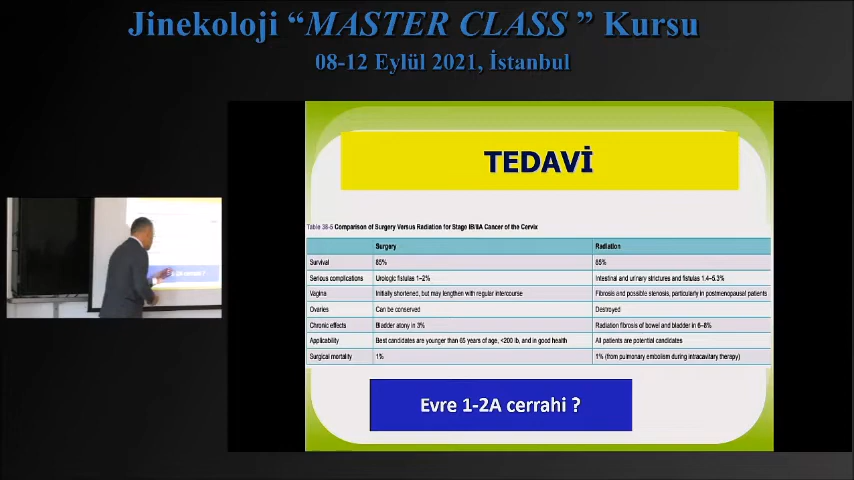 Jinekoloji “MASTER CLASS ” Kursu
08-12 Eylül 2021, İstanbul
TEDAVİ
Table 38-5 Comparison of Surgery Versus Radiation for Stage IB/IIA Cancer of the Cervix
Surgery Radiation
Survival 85% 85%
Serious complications Urologic fistulas 1–2% Intestinal and urinary strictures and fistulas 1.4–5.3%
Vagina Initially shortened, but may lengthen with regular intercourse Fibrosis and possible stenosis, particularly in postmenopausal patients
Ovaries Can be conserved Destroyed
Chronic effects Bladder atony in 3% Radiation fibrosis of bowel and bladder in 6–8%
Applicability Best candidates are younger than 65 years of age, <200 lb, and in good health All patients are potential candidates
Surgical mortality 1% 1% (from pulmonary embolism during intracavitary therapy)
Evre 1-2A cerrahi ?